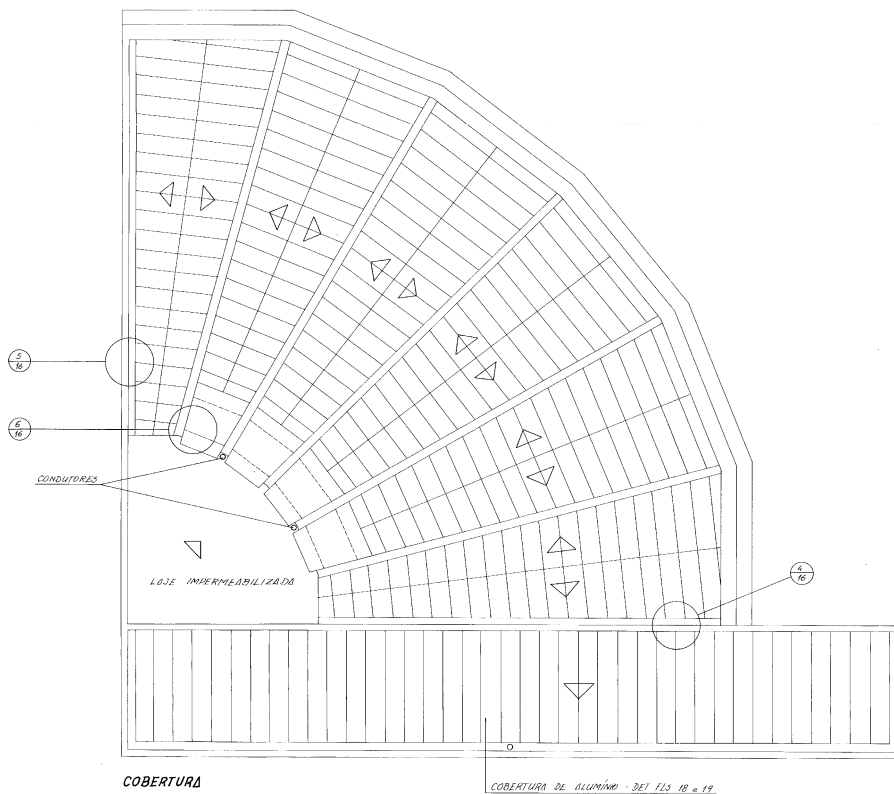 5
16
6
16
CONDUTORES
LAJE IMPERMEABILIZADA
4
16
COBERTURA
COBERTURA DE ALUMÍNIO - DET FLS 18 e 19